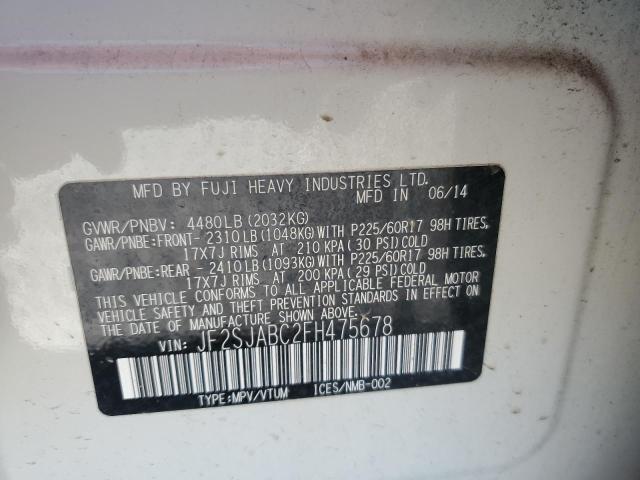 MFD BY FUJI HEAVY INDUSTRIES LTD.
MFD IN 06/14
GVWR/PNBV: 4480LB(2032KG)
GAWR/PNBE:FRONT- 2310LB(1048KG)WITH P225/60R17 98H TIRES,
17X7J RIMS, AT 210 KPA(30 PSI)COLD
GAWR/PNBE:REAR - 2410LB(1093KG)WITH P225/60R17 98H TIRES,
17X7J RIMS, AT 200 KPA(29 PSI)COLD
THIS VEHICLE CONFORMS TO ALL APPLICABLE FEDERAL MOTOR
VEHICLE SAFETY AND THEFT PREVENTION STANDARDS IN EFFECT
ON THE DATE OF MANUFACTURE SHOWN ABOVE.
VIN: JF2SJABC2FH475678
TYPE:MPV/VTUM ICES/NMB-002